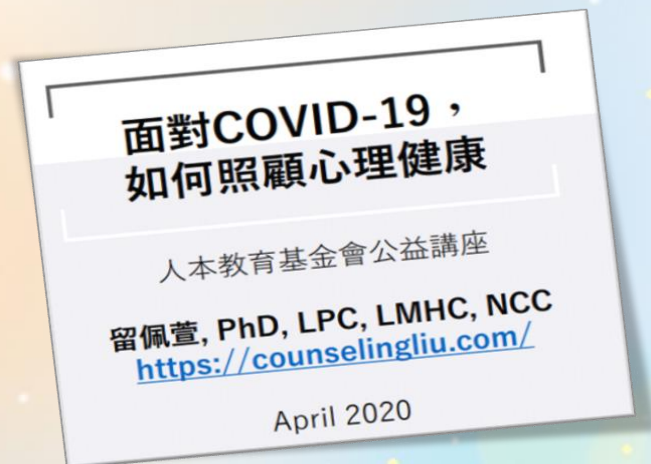 面對COVID-19，
如何照顧心理健康
人本教育基金會公益講座
留佩萱, PhD, LPC, LMHC, NCC
https://counselingliu.com/
April 2020